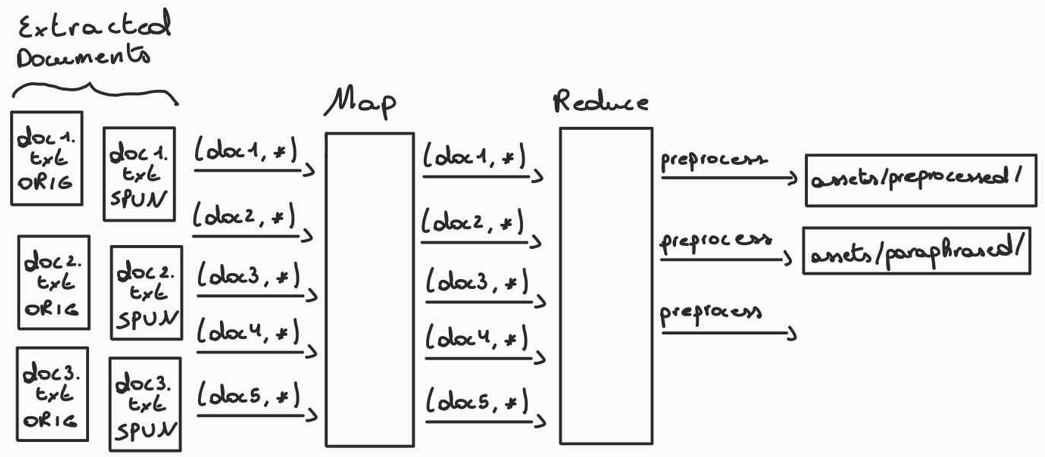 Extracted
Documents
doc1.
txt
ORIG
doc1.
txt
SPUN
doc2.
txt
ORIG
doc2.
txt
SPUN
doc3.
txt
ORIG
doc3.
txt
SPUN
(doc1, *)
(doc2, *)
(doc3, *)
(doc4, *)
(doc5, *)
Map
(doc1, *)
(doc2, *)
(doc3, *)
(doc4, *)
(doc5, *)
Reduce
preprocess
preprocess
preprocess
assets/preprocessed/
assets/paraphrased/